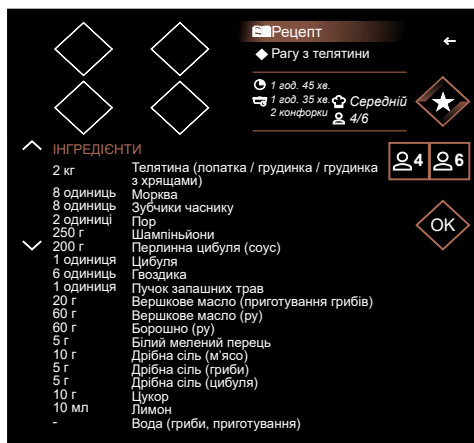 Рецепт
Рагу з телятини
1 год. 45 хв.
1 год. 35 хв.
2 конфорки
Середній
4/6
ІНГРЕДІЄНТИ
4
6
OK
2 кг Телятина (лопатка / грудинка / грудинка
з хрящами)
8 одиниць Морква
8 одиниць Зубчики часнику
2 одиниці Пор
250 г Шампіньйони
200 г Перлинна цибуля (соус)
1 одиниця Цибуля
6 одиниць Гвоздика
1 одиниця Пучок запашних трав
20 г Вершкове масло (приготування грибів)
60 г Вершкове масло (ру)
60 г Борошно (ру)
5 г Білий мелений перець
10 г Дрібна сіль (м’ясо)
5 г Дрібна сіль (гриби)
5 г Дрібна сіль (цибуля)
10 г Цукор
10 мл Лимон
- Вода (гриби, приготування)